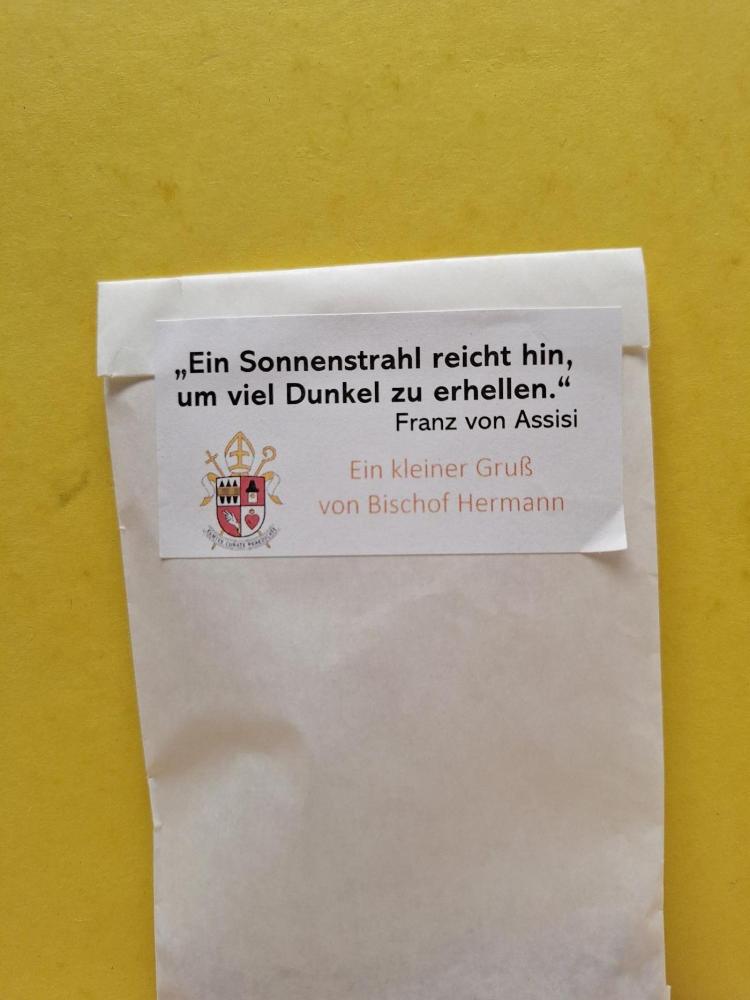 „Ein Sonnenstrahl reicht hin,
um viel Dunkel zu erhellen.“
Franz von Assisi
Ein kleiner Gruß
von Bischof Hermann